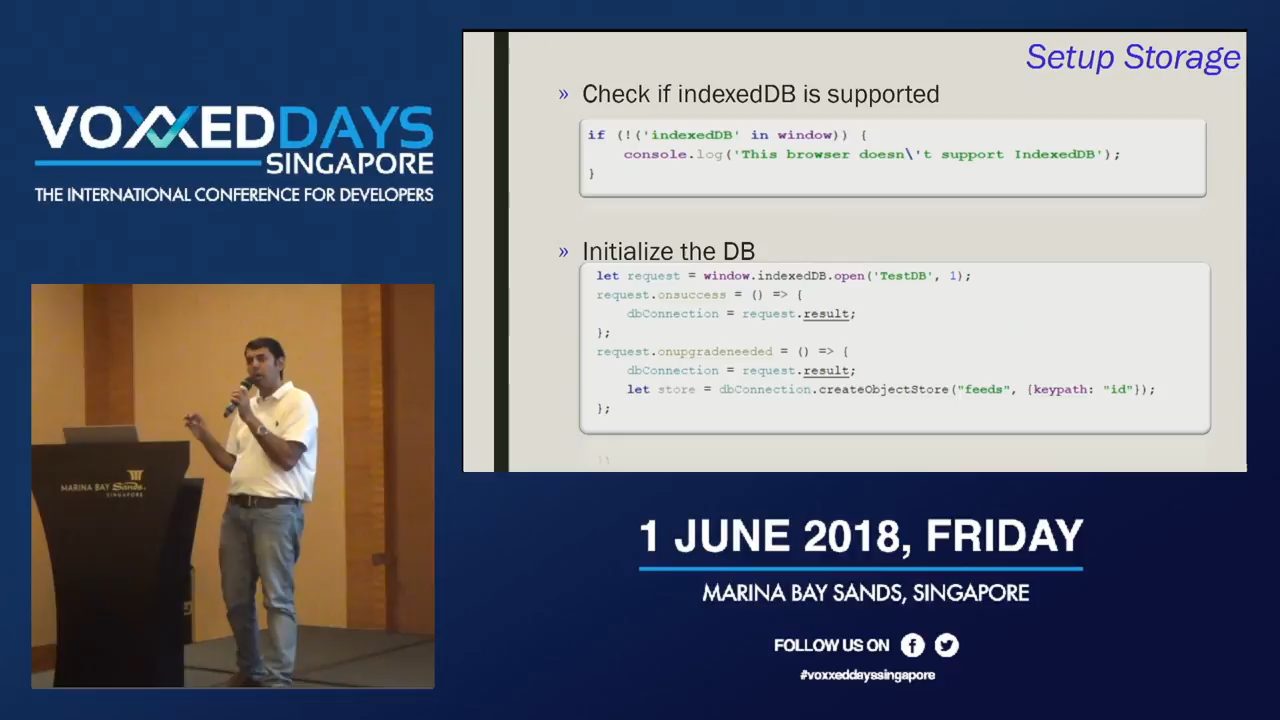 VOXXEDDAYS
SINGAPORE
THE INTERNATIONAL CONFERENCE FOR DEVELOPERS
MARINA BAY Sands.
SINGAPORE
Setup Storage
» Check if indexedDB is supported
if (!('indexedDB' in window)) {
console.log('This browser doesn\'t support IndexedDB');
}
» Initialize the DB
let request = window.indexedDB.open('TestDB', 1);
request.onsuccess = () => {
dbConnection = request.result;
};
request.onupgradeneeded = () => {
dbConnection = request.result;
let store = dbConnection.createObjectStore("feeds", {keypath: "id"});
};
1 JUNE 2018, FRIDAY
MARINA BAY SANDS, SINGAPORE
FOLLOW US ON
#voxxeddayssingapore